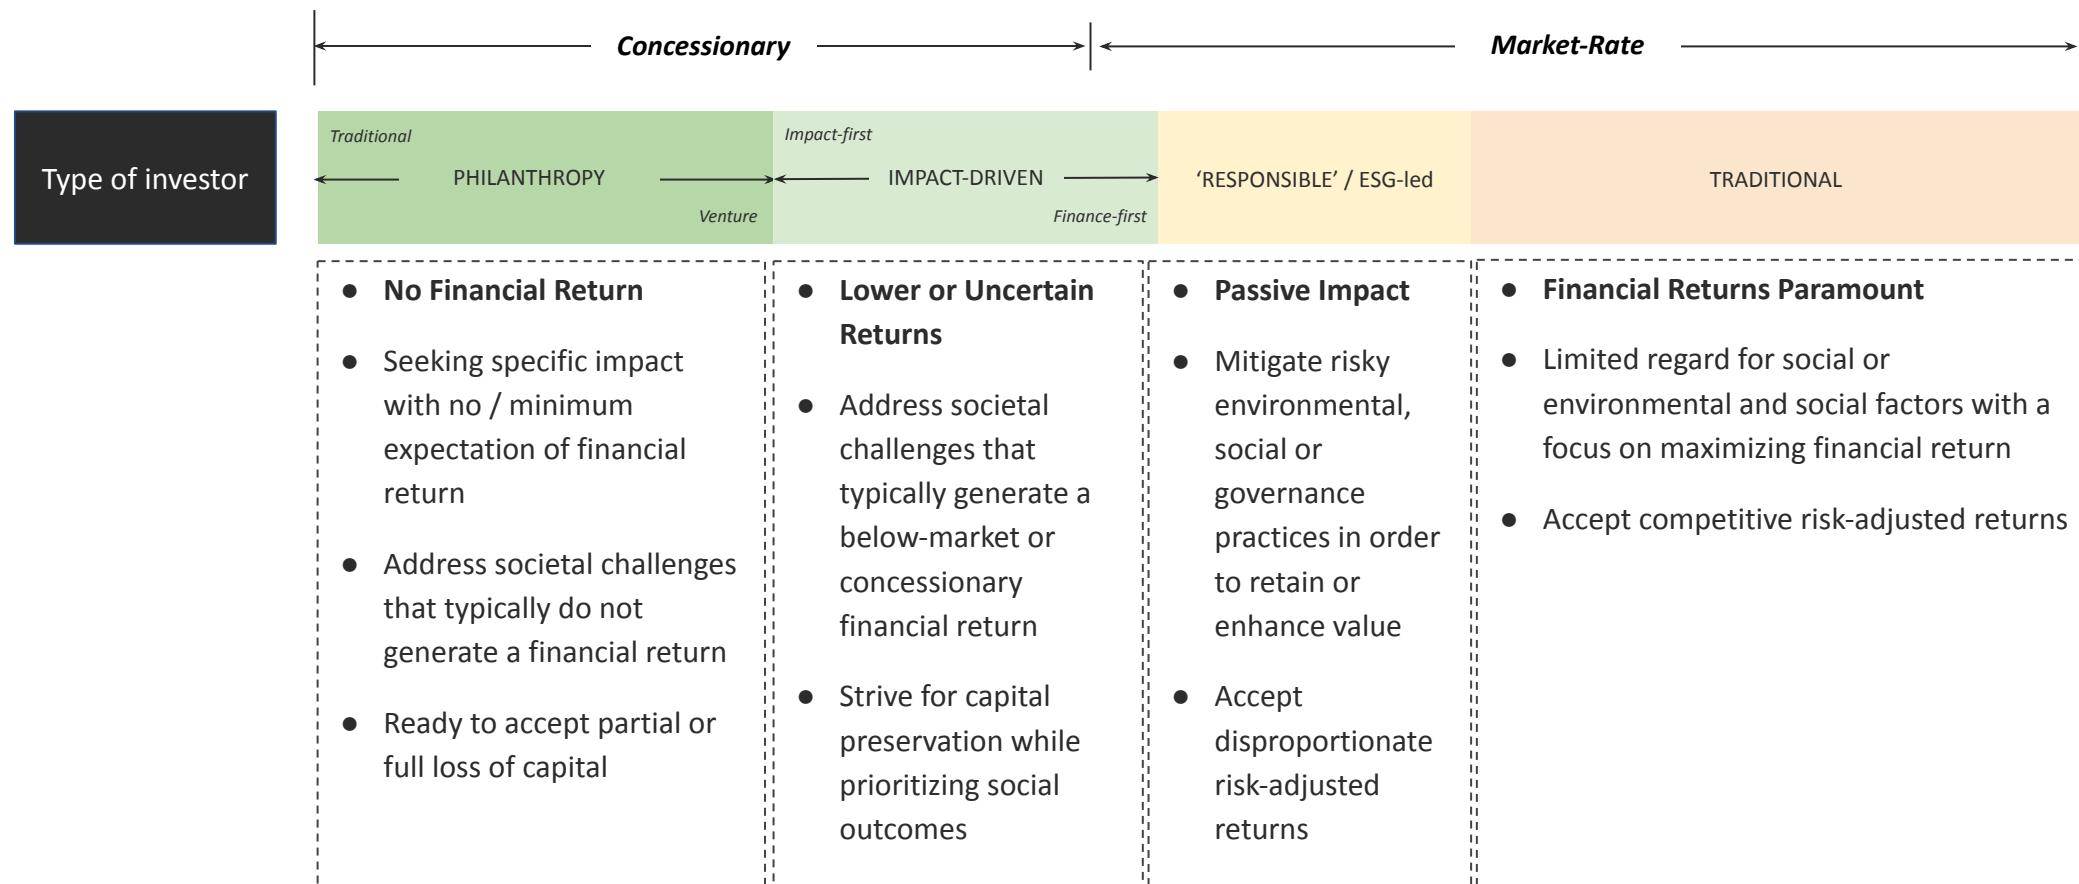 Concessionary
Market-Rate
Type of investor
Traditional
PHILANTHROPY
Venture
Impact-first
IMPACT-DRIVEN
Finance-first
‘RESPONSIBLE’ / ESG-led
TRADITIONAL
● No Financial Return
● Seeking specific impact
with no / minimum
expectation of financial
return
● Address societal challenges
that typically do not
generate a financial return
● Ready to accept partial or
full loss of capital
● Lower or Uncertain
Returns
● Address societal
challenges that
typically generate a
below-market or
concessionary
financial return
● Strive for capital
preservation while
prioritizing social
outcomes
● Passive Impact
● Mitigate risky
environmental,
social or
governance
practices in order
to retain or
enhance value
● Accept
disproportionate
risk-adjusted
returns
● Financial Returns Paramount
● Limited regard for social or
environmental and social factors with a
focus on maximizing financial return
● Accept competitive risk-adjusted returns